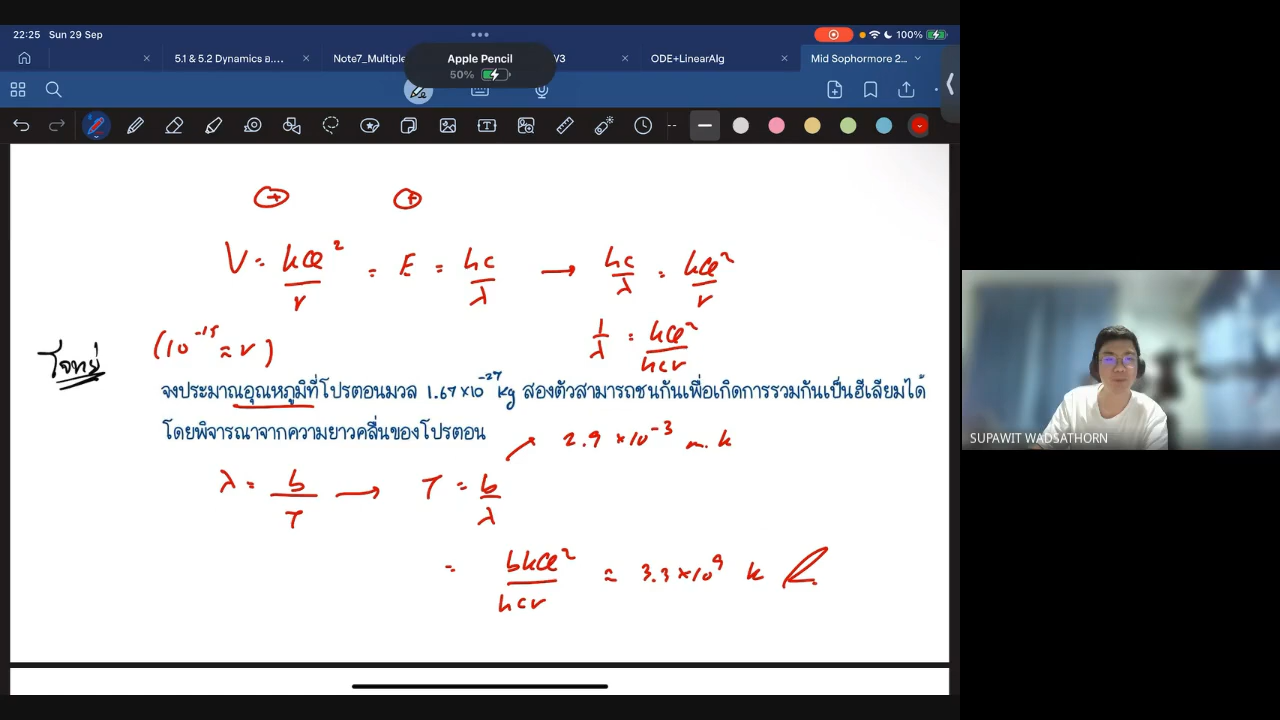 22:25 Sun 29 Sep
100%
Apple Pencil
50%
5.1 & 5.2 Dynamics a....
Note7_Multiple
V3
ODE+LinearAlg
Mid Sophormore 2...
+ +
V = kQ² / r = E = hc / λ → hc / λ = kQ² / r
(10⁻¹⁵ ≈ r)
1 / λ = kQ² / hcr
โจทย์
จงประมาณอุณหภูมิที่โปรตอนมวล 1.67×10⁻²⁷ kg สองตัวสามารถชนกันเพื่อเกิดการรวมกันเป็นฮีเลียมได้
โดยพิจารณาจากความยาวคลื่นของโปรตอน
2.9 × 10⁻³ m.k
λ = b / T → T = b / λ
= bkQ² / hcr ≈ 3.3×10⁹ k
SUPAWIT WADSATHORN